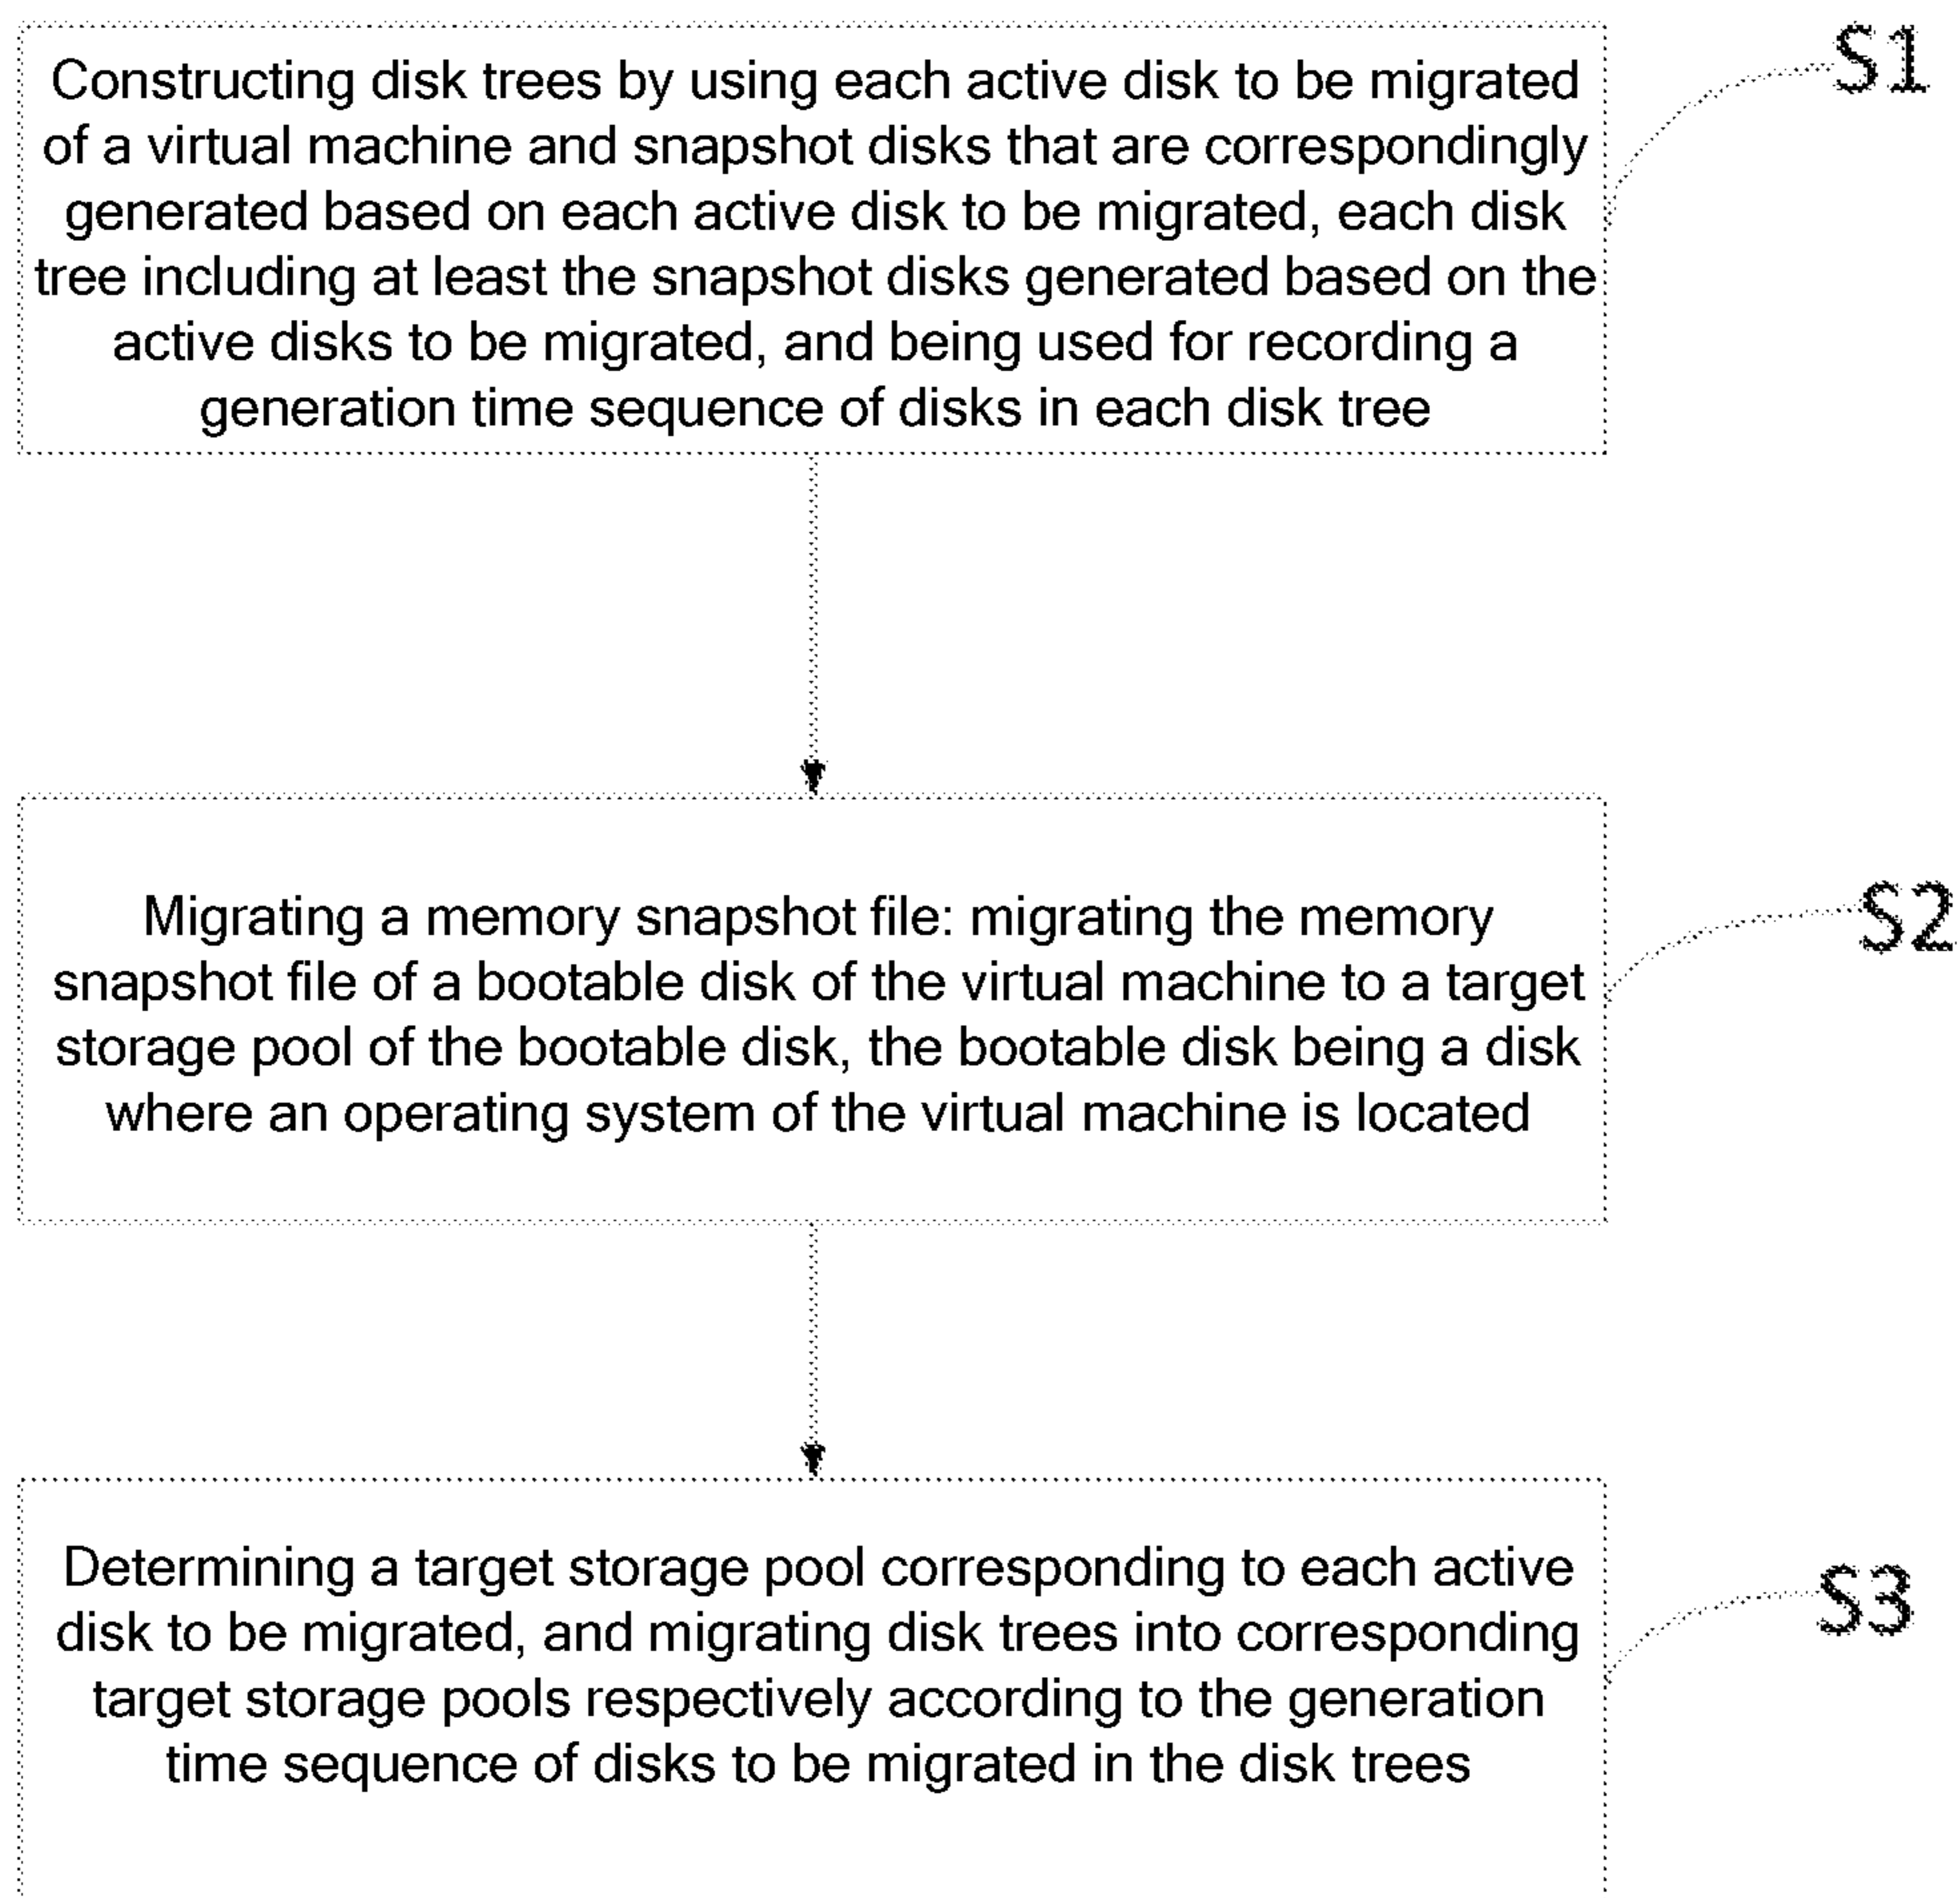 Constructing disk trees by using each active disk to be migrated
of a virtual machine and snapshot disks that are correspondingly
generated based on each active disk to be migrated, each disk
tree including at least the snapshot disks generated based on the
active disks to be migrated, and being used for recording a
generation time sequence of disks in each disk tree
S1
Migrating a memory snapshot file: migrating the memory
snapshot file of a bootable disk of the virtual machine to a target
storage pool of the bootable disk, the bootable disk being a disk
where an operating system of the virtual machine is located
S2
Determining a target storage pool corresponding to each active
disk to be migrated, and migrating disk trees into corresponding
target storage pools respectively according to the generation
time sequence of disks to be migrated in the disk trees
S3